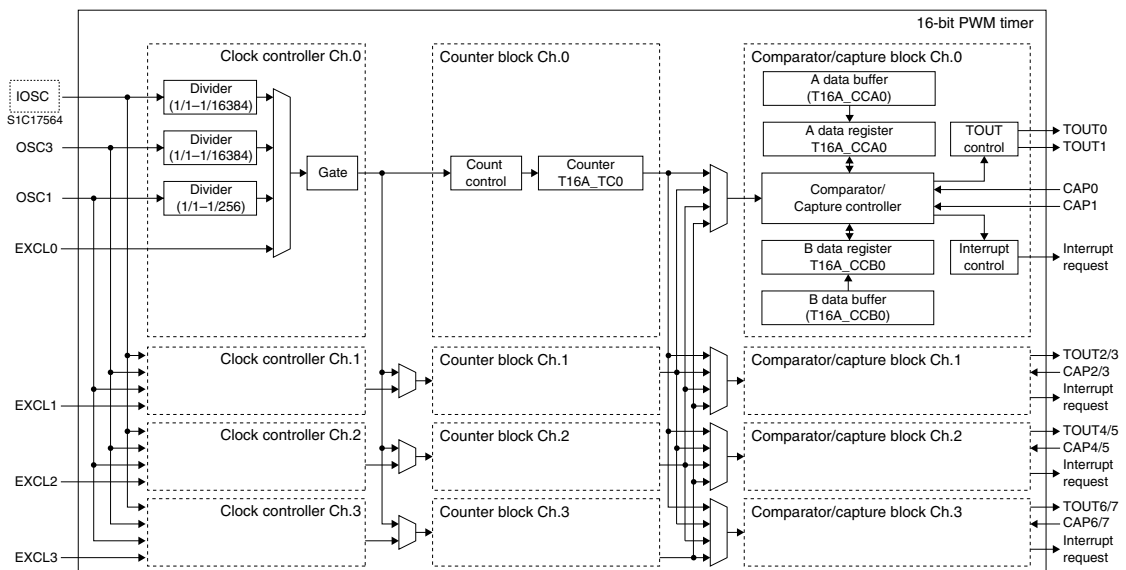 16-bit PWM timer
Clock controller Ch.0
Counter block Ch.0
Comparator/capture block Ch.0
IOSC
S1C17564
OSC3
OSC1
EXCL0
Divider
(1/1–1/16384)
Divider
(1/1–1/16384)
Divider
(1/1–1/256)
Gate
Count
control
Counter
T16A_TC0
A data buffer
(T16A_CCA0)
A data register
T16A_CCA0
Comparator/
Capture controller
B data register
T16A_CCB0
B data buffer
(T16A_CCB0)
TOUT
control
Interrupt
control
TOUT0
TOUT1
CAP0
CAP1
Interrupt
request
Clock controller Ch.1
Counter block Ch.1
Comparator/capture block Ch.1
EXCL1
TOUT2/3
CAP2/3
Interrupt
request
Clock controller Ch.2
Counter block Ch.2
Comparator/capture block Ch.2
EXCL2
TOUT4/5
CAP4/5
Interrupt
request
Clock controller Ch.3
Counter block Ch.3
Comparator/capture block Ch.3
EXCL3
TOUT6/7
CAP6/7
Interrupt
request